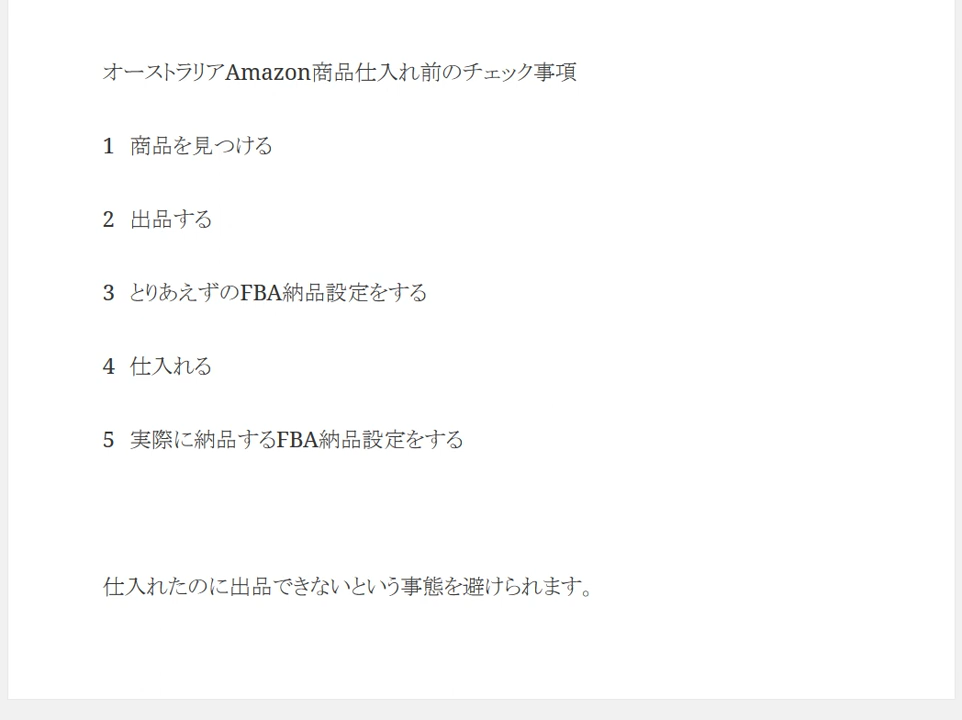 オーストラリアAmazon商品仕入れ前のチェック事項
1 商品を見つける
2 出品する
3 とりあえずのFBA納品設定をする
4 仕入れる
5 実際に納品するFBA納品設定をする
仕入れたのに出品できないという事態を避けられます。